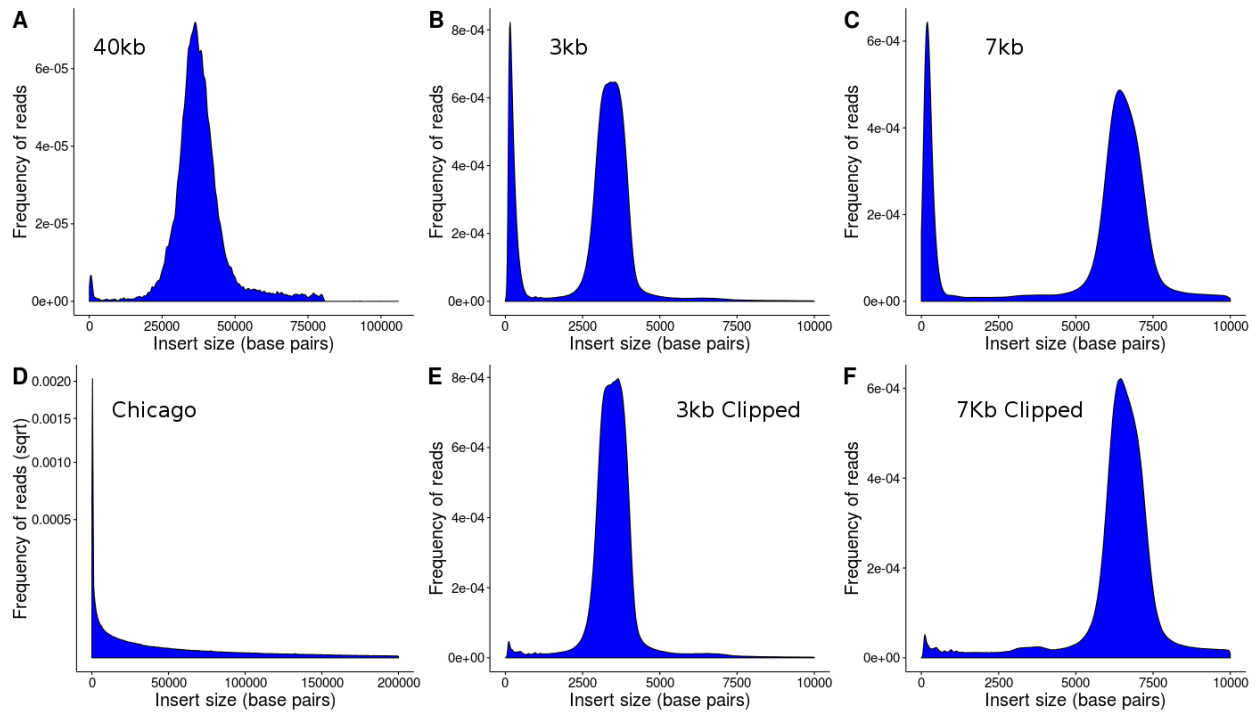 A
40kb
Frequency of reads
6e-05
4e-05
2e-05
0e+00
0 25000 50000 75000 100000
Insert size (base pairs)
B
3kb
Frequency of reads
8e-04
6e-04
4e-04
2e-04
0e+00
0 2500 5000 7500 10000
Insert size (base pairs)
C
7kb
Frequency of reads
6e-04
4e-04
2e-04
0e+00
0 2500 5000 7500 10000
Insert size (base pairs)
D
Chicago
Frequency of reads (sqrt)
0.0020
0.0015
0.0010
0.0005
0 50000 100000 150000 200000
Insert size (base pairs)
E
3kb Clipped
Frequency of reads
8e-04
6e-04
4e-04
2e-04
0e+00
0 2500 5000 7500 10000
Insert size (base pairs)
F
7Kb Clipped
Frequency of reads
6e-04
4e-04
2e-04
0e+00
0 2500 5000 7500 10000
Insert size (base pairs)